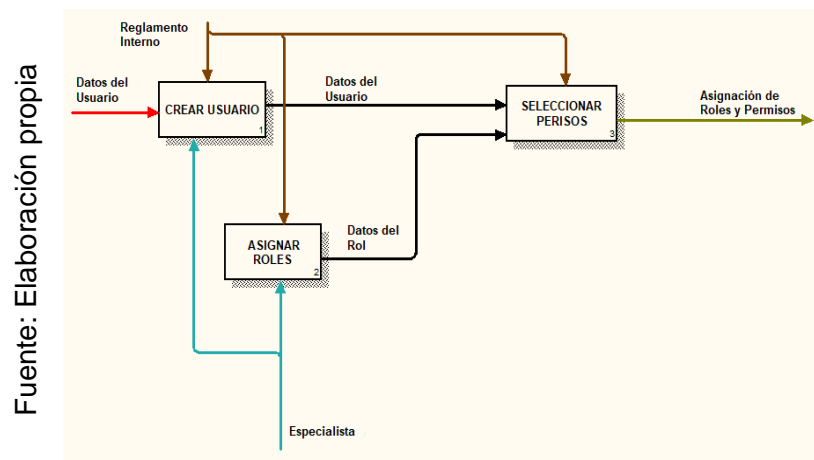 Fuente: Elaboración propia
Reglamento
Interno
Datos del
Usuario
CREAR USUARIO
1
Datos del
Usuario
SELECCIONAR
PERISOS
3
Asignación de
Roles y Permisos
ASIGNAR
ROLES
2
Datos del
Rol
Especialista